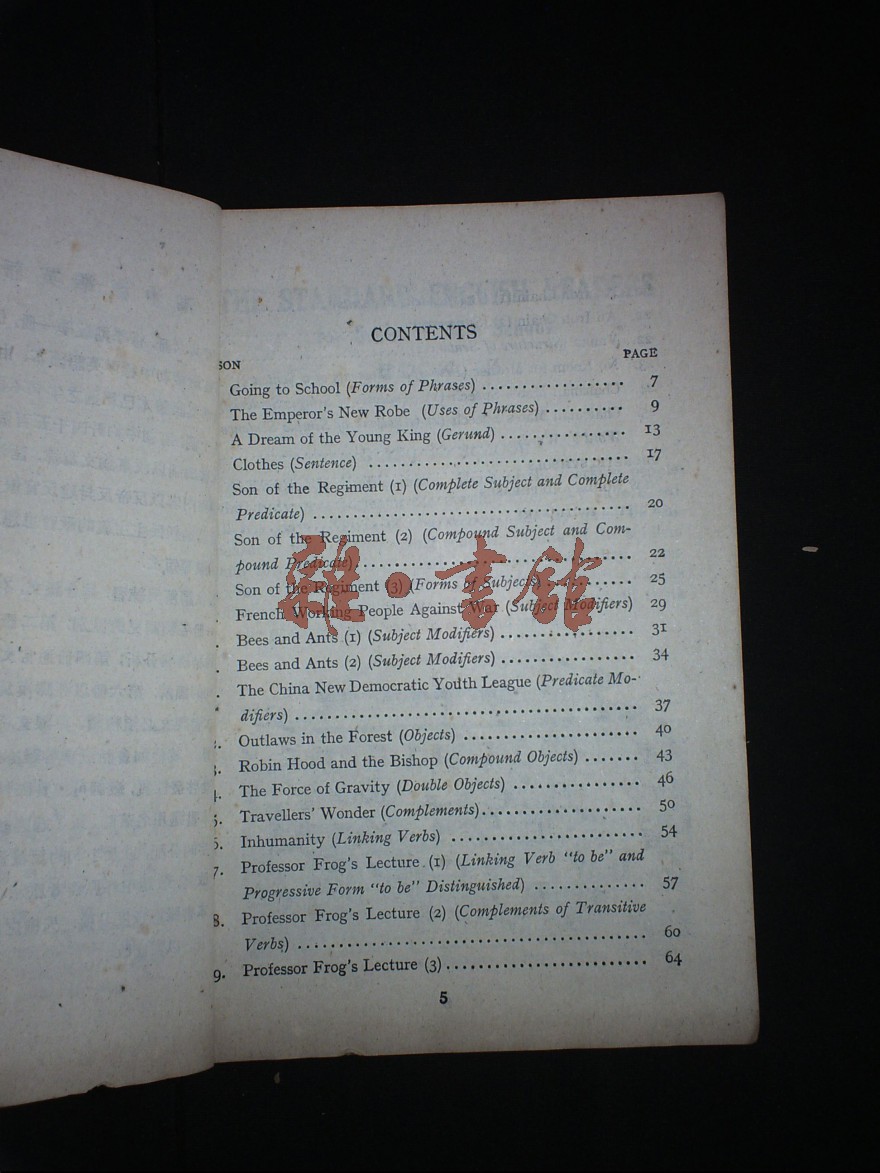 CONTENTS
SON PAGE
Going to School (Forms of Phrases) .................. 7
The Emperor's New Robe (Uses of Phrases) .......... 9
A Dream of the Young King (Gerund) ................ 13
Clothes (Sentence) ................................ 17
Son of the Regiment (1) (Complete Subject and Complete
Predicate) .......................................... 20
Son of the Regiment (2) (Compound Subject and Com-
pound Predicate) .................................. 22
Son of the Regiment (3) (Forms of Subjects) .......... 25
French Working People Against War (Subject Modifiers) 29
Bees and Ants (1) (Subject Modifiers) ................. 31
Bees and Ants (2) (Subject Modifiers) ................. 34
The China New Democratic Youth League (Predicate Mo-
difiers) .......................................... 37
Outlaws in the Forest (Objects) ...................... 40
Robin Hood and the Bishop (Compound Objects) ....... 43
The Force of Gravity (Double Objects) ................ 46
5. Travellers' Wonder (Complements).................... 50
6. Inhumanity (Linking Verbs) ........................ 54
7. Professor Frog's Lecture (1) (Linking Verb "to be" and
Progressive Form "to be" Distinguished) .............. 57
8. Professor Frog's Lecture (2) (Complements of Transitive
Verbs) ........................................... 60
9. Professor Frog's Lecture (3)......................... 64
5
雜·書館